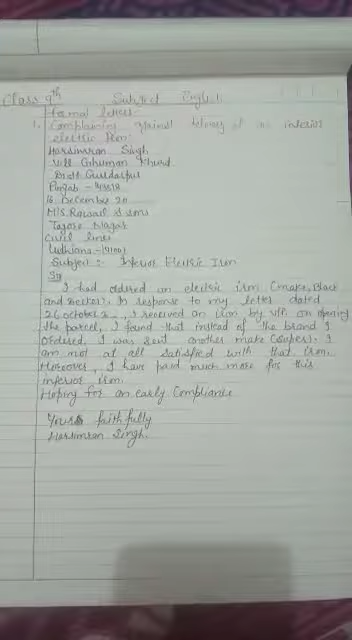 Class 9th Subject English
Formal letters
1. Complaining against delivery of an inferior
electric Iron:
Harsimran Singh
Vill Ghuman Khurd
Distt Gurdaspur
Punjab - 143518
16 December 20
M/S. Rawail & sons
Tagore Nagar
Civil lines
Ludhiana - 141001
Subject :- Inferior Electric Iron
Sir
I had ordered an electric iron (make, Black
and Decker). In response to my letter dated
26 october 2.., I received an iron by VPP. on opening
the parcel, I found that instead of the brand I
ordered, I was sent another make (super). I
am not at all satisfied with that iron.
Moreover, I have paid much more for this
inferior iron.
Hoping for an early Compliance
Yours faithfully
Harsimran Singh.